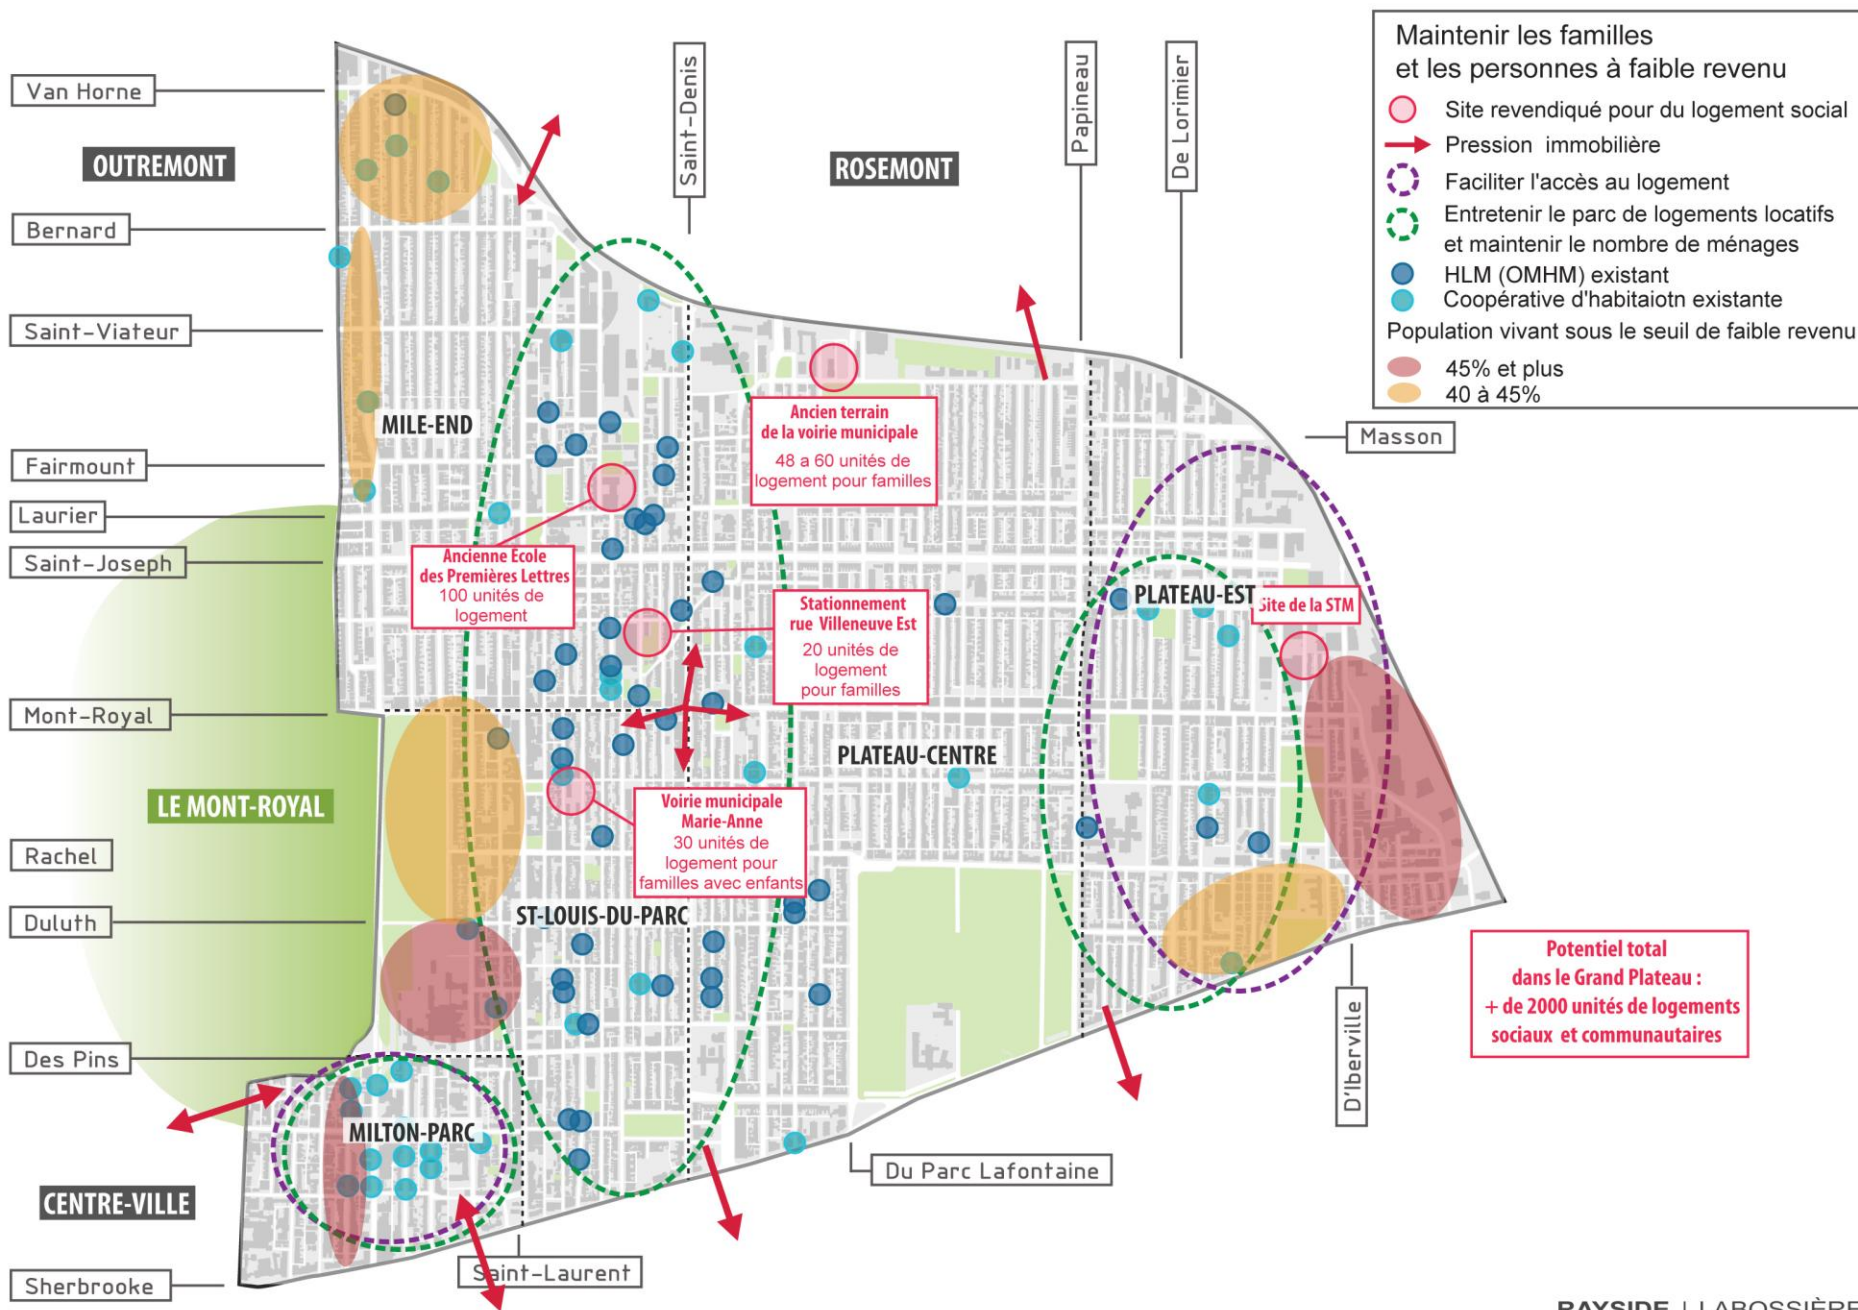 Maintenir les familles
et les personnes à faible revenu
Site revendiqué pour du logement social
Pression immobilière
Faciliter l'accès au logement
Entretenir le parc de logements locatifs
et maintenir le nombre de ménages
HLM (OMHM) existant
Coopérative d'habitaiotn existante
Population vivant sous le seuil de faible revenu
45% et plus
40 à 45%
Van Horne
OUTREMONT
Bernard
Saint-Viateur
Fairmount
Laurier
Saint-Joseph
Mont-Royal
LE MONT-ROYAL
Rachel
Duluth
Des Pins
CENTRE-VILLE
Sherbrooke
Saint-Denis
ROSEMONT
Papineau
De Lorimier
Masson
MILE-END
Ancien terrain
de la voirie municipale
48 a 60 unités de
logement pour familles
Ancienne École
des Premières Lettres
100 unités de
logement
Stationnement
rue Villeneuve Est
20 unités de
logement
pour familles
PLATEAU-EST
Site de la STM
PLATEAU-CENTRE
Voirie municipale
Marie-Anne
30 unités de
logement pour
familles avec enfants
ST-LOUIS-DU-PARC
MILTON-PARC
Potentiel total
dans le Grand Plateau :
+ de 2000 unités de logements
sociaux et communautaires
D'Iberville
Du Parc Lafontaine
Saint-Laurent
RAYSIDE | LABOSSIÈRE